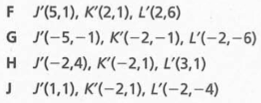 F J′(5,1), K′(2,1), L′(2,6)
G J′(−5,−1), K′(−2,−1), L′(−2,−6)
H J′(−2,4), K′(−2,1), L′(3,1)
J J′(1,1), K′(−2,1), L′(−2,−4)